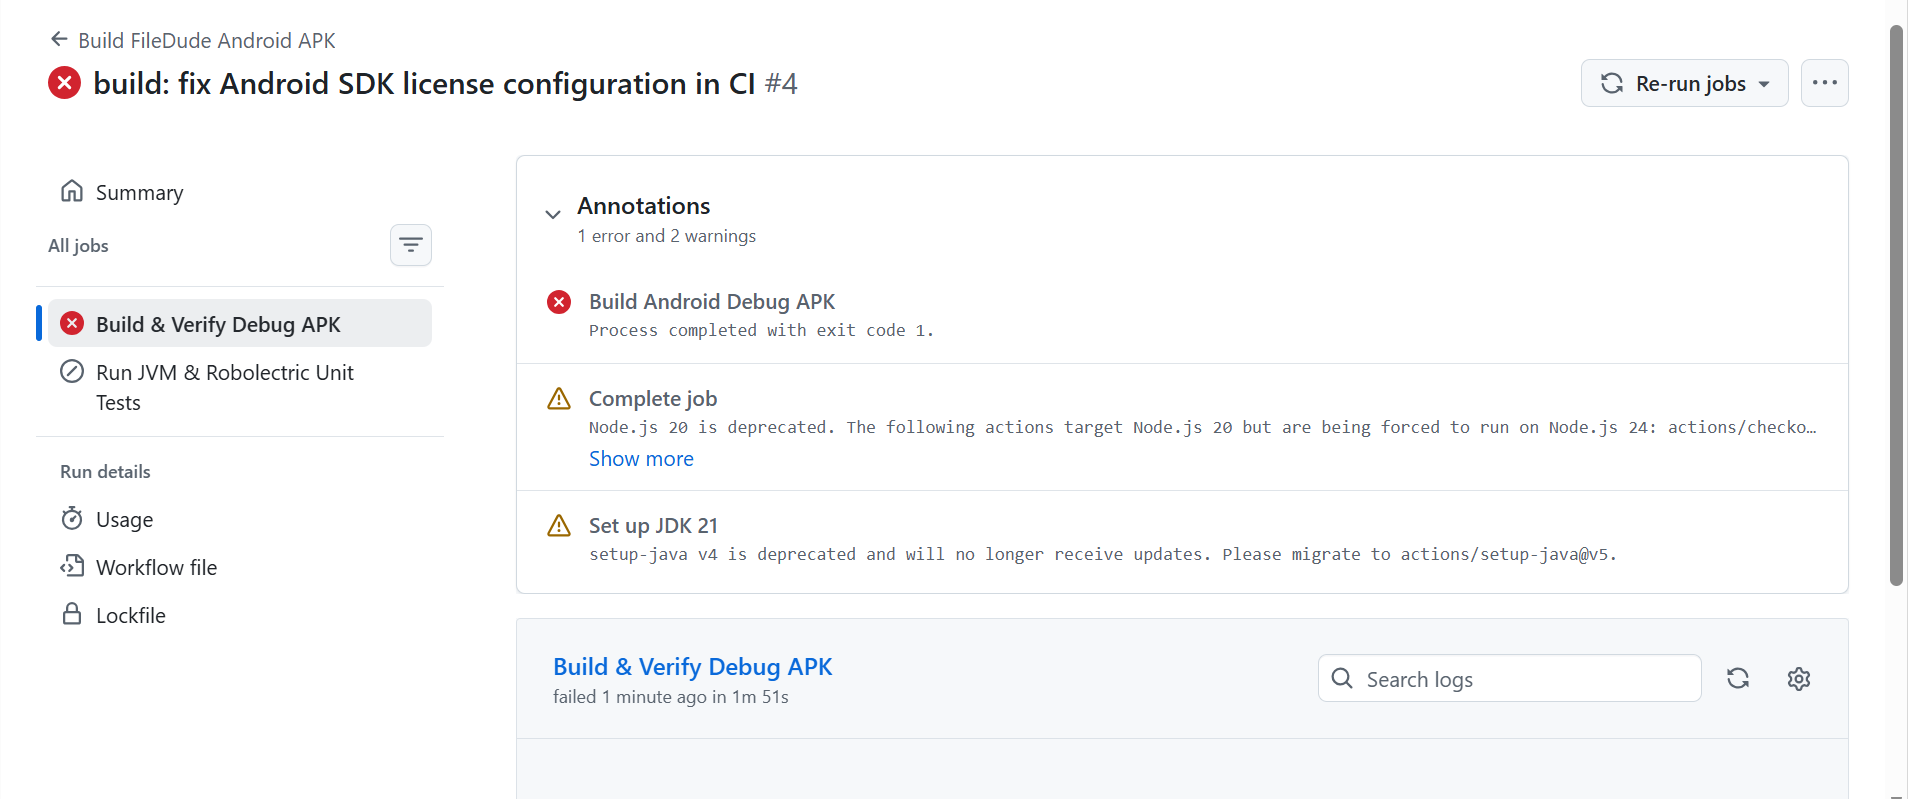 Build FileDude Android APK
build: fix Android SDK license configuration in CI #4
Re-run jobs
Summary
All jobs
Build & Verify Debug APK
Run JVM & Robolectric Unit
Tests
Run details
Usage
Workflow file
Lockfile
Annotations
1 error and 2 warnings
Build Android Debug APK
Process completed with exit code 1.
Complete job
Node.js 20 is deprecated. The following actions target Node.js 20 but are being forced to run on Node.js 24: actions/checko…
Show more
Set up JDK 21
setup-java v4 is deprecated and will no longer receive updates. Please migrate to actions/setup-java@v5.
Build & Verify Debug APK
failed 1 minute ago in 1m 51s
Search logs